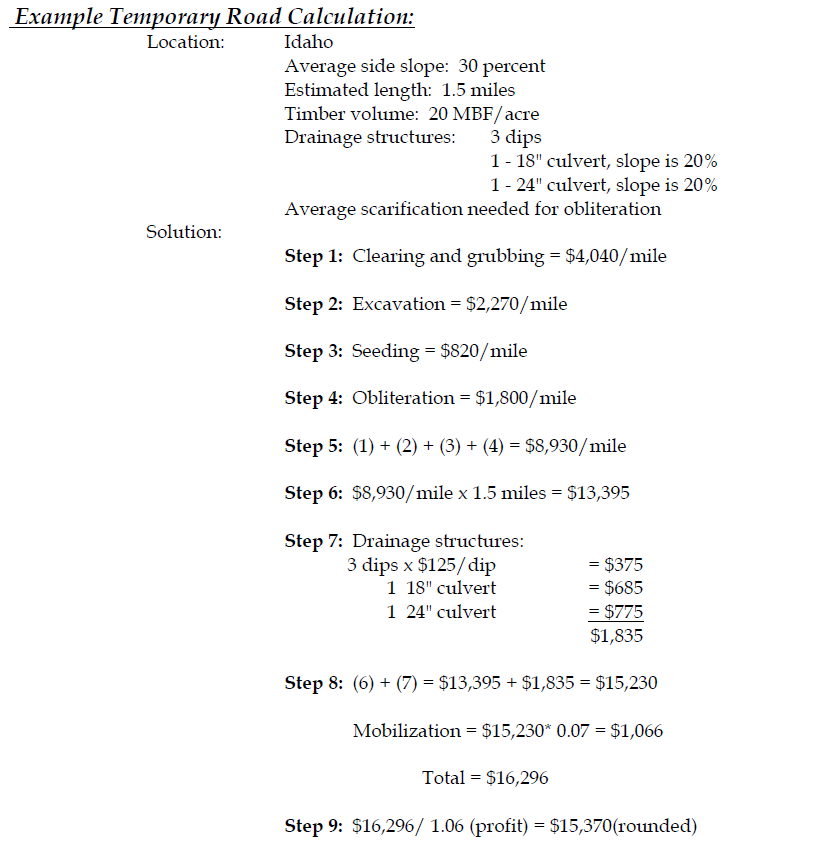 Example Temporary Road Calculation:
Location: Idaho
Average side slope: 30 percent
Estimated length: 1.5 miles
Timber volume: 20 MBF/acre
Drainage structures: 3 dips
1 - 18" culvert, slope is 20%
1 - 24" culvert, slope is 20%
Average scarification needed for obliteration
Solution:
Step 1: Clearing and grubbing = $4,040/mile
Step 2: Excavation = $2,270/mile
Step 3: Seeding = $820/mile
Step 4: Obliteration = $1,800/mile
Step 5: (1) + (2) + (3) + (4) = $8,930/mile
Step 6: $8,930/mile x 1.5 miles = $13,395
Step 7: Drainage structures:
3 dips x $125/dip = $375
1 18" culvert = $685
1 24" culvert = $775
$1,835
Step 8: (6) + (7) = $13,395 + $1,835 = $15,230
Mobilization = $15,230* 0.07 = $1,066
Total = $16,296
Step 9: $16,296/ 1.06 (profit) = $15,370(rounded)